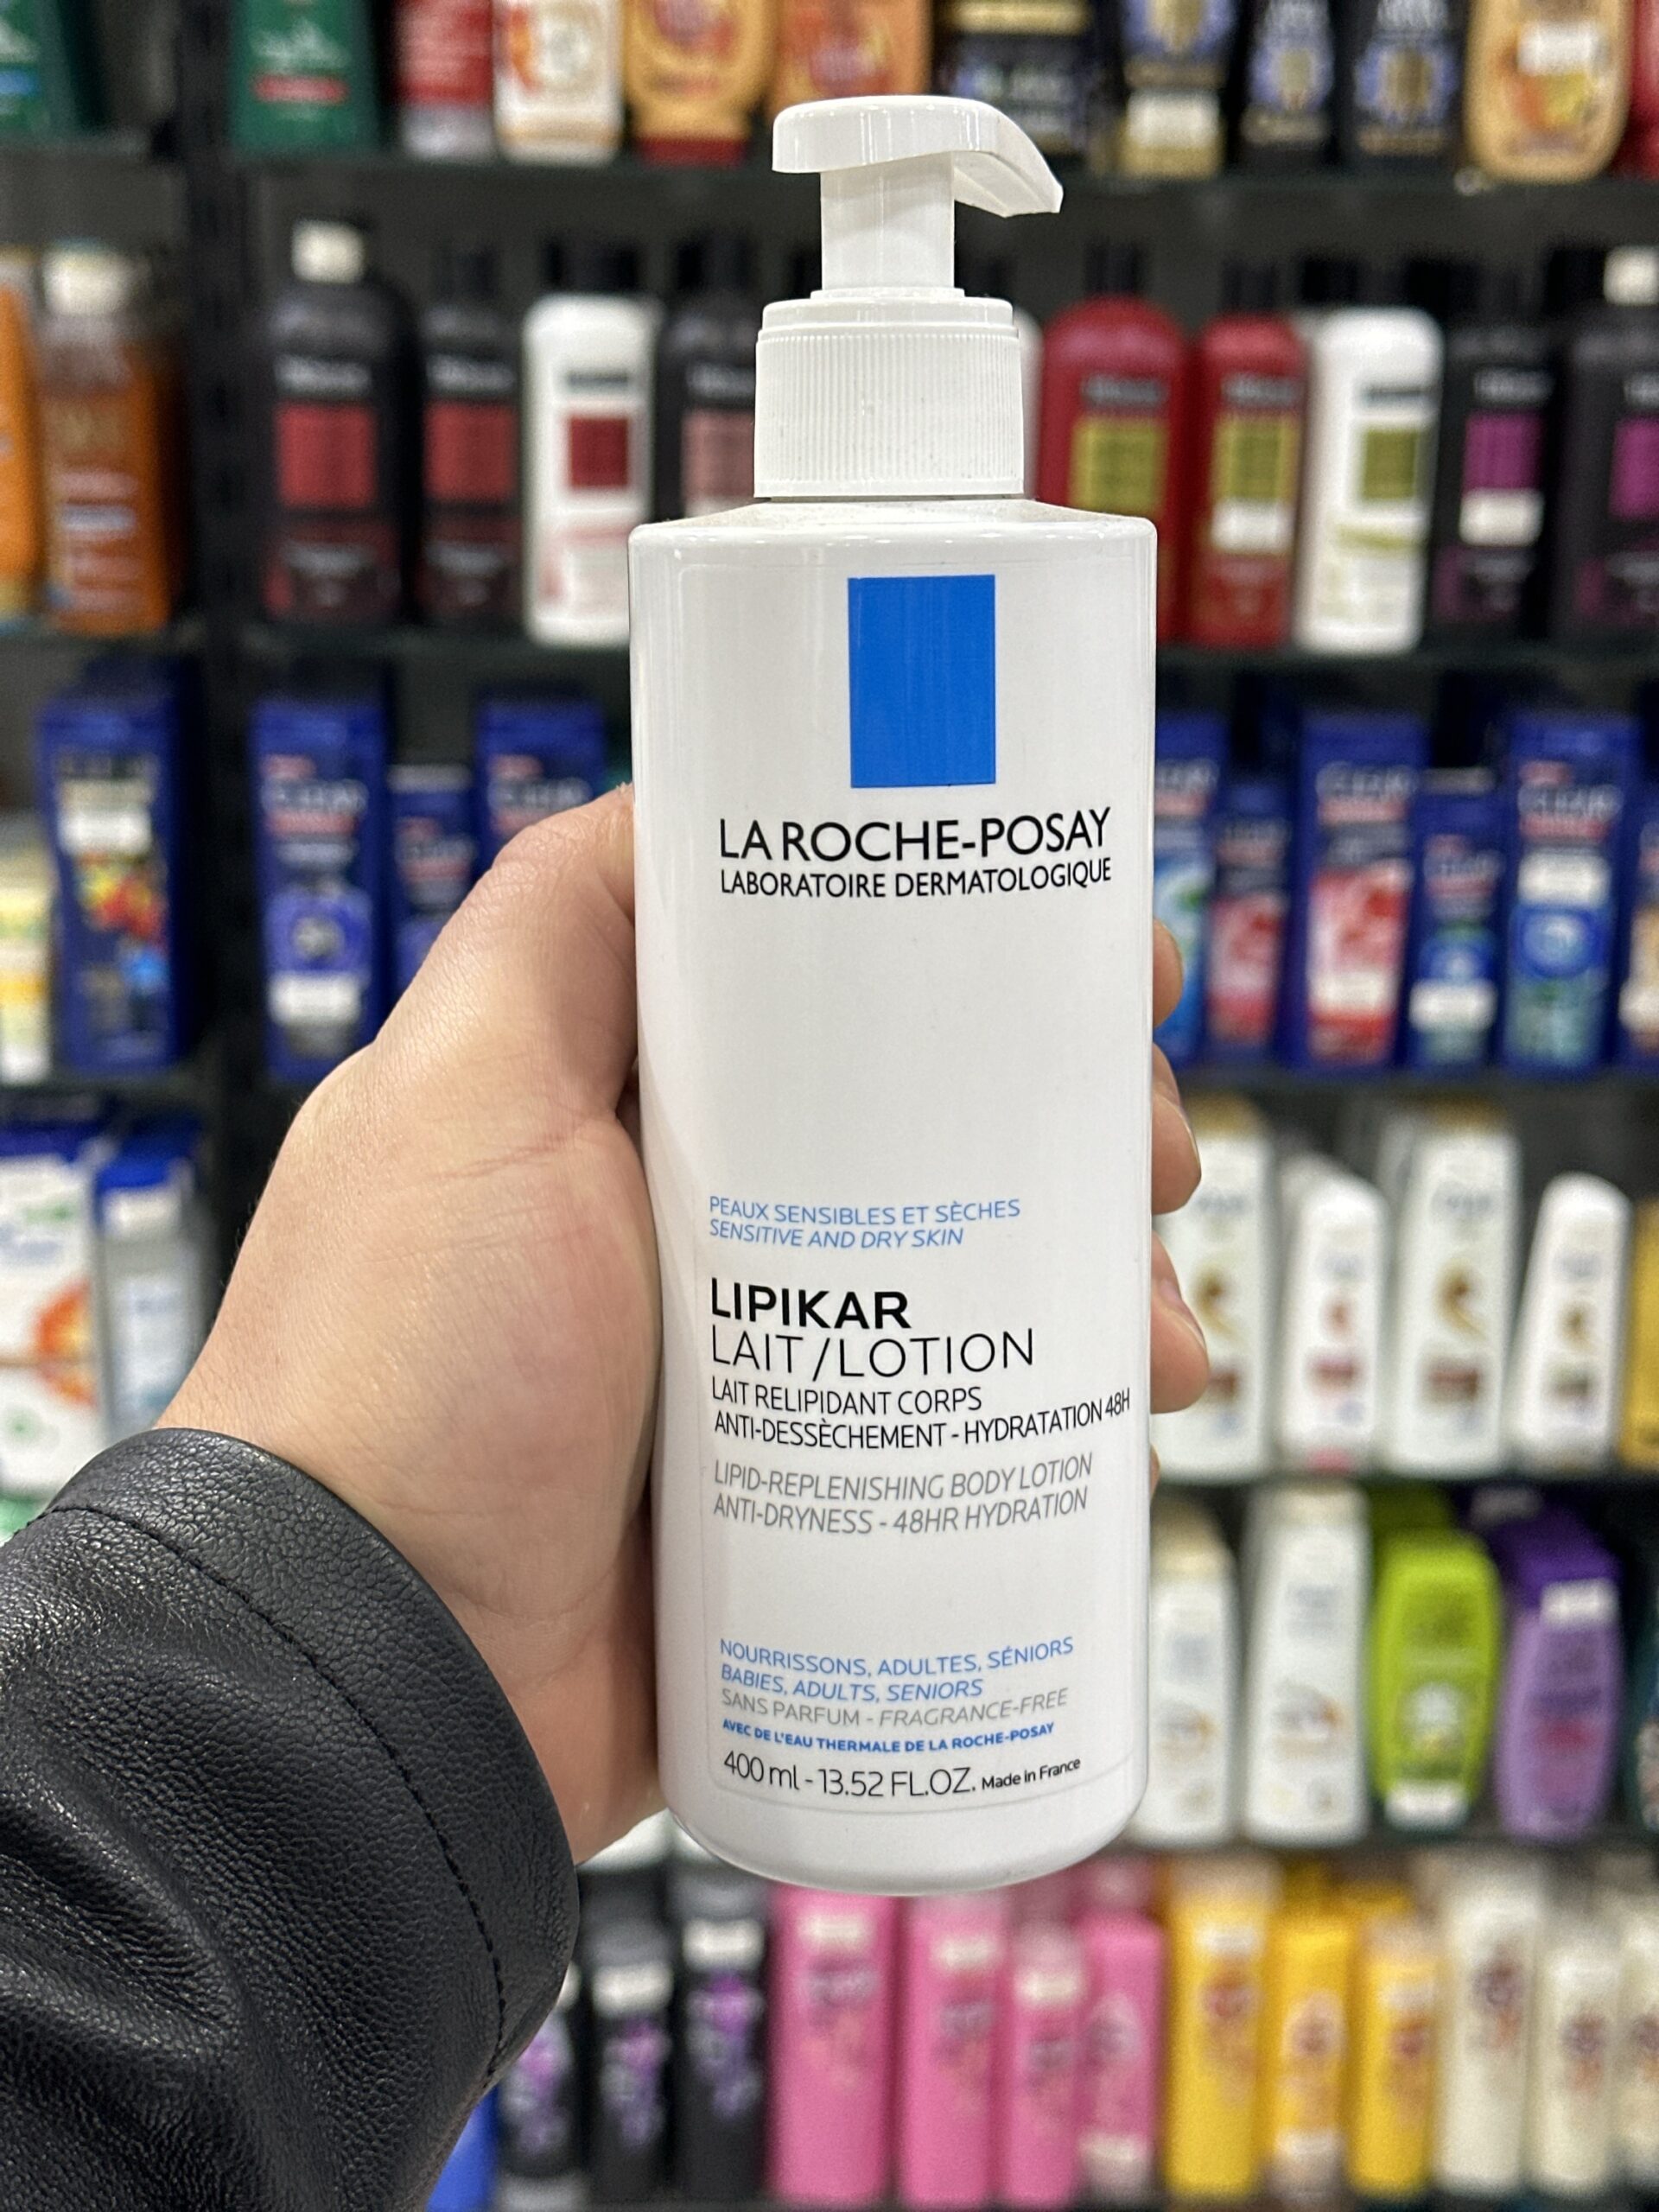 LA ROCHE-POSAY
LABORATOIRE DERMATOLOGIQUE
PEAUX SENSIBLES ET SÈCHES
SENSITIVE AND DRY SKIN
LIPIKAR
LAIT/LOTION
LAIT RELIPIDANT CORPS
ANTI-DESSÈCHEMENT - HYDRATATION 48H
LIPID-REPLENISHING BODY LOTION
ANTI-DRYNESS - 48HR HYDRATION
NOURRISSONS, ADULTES, SÉNIORS
BABIES, ADULTS, SENIORS
SANS PARFUM - FRAGRANCE-FREE
AVEC DE L'EAU THERMALE DE LA ROCHE-POSAY
400 ml - 13.52 FL.OZ. Made in France